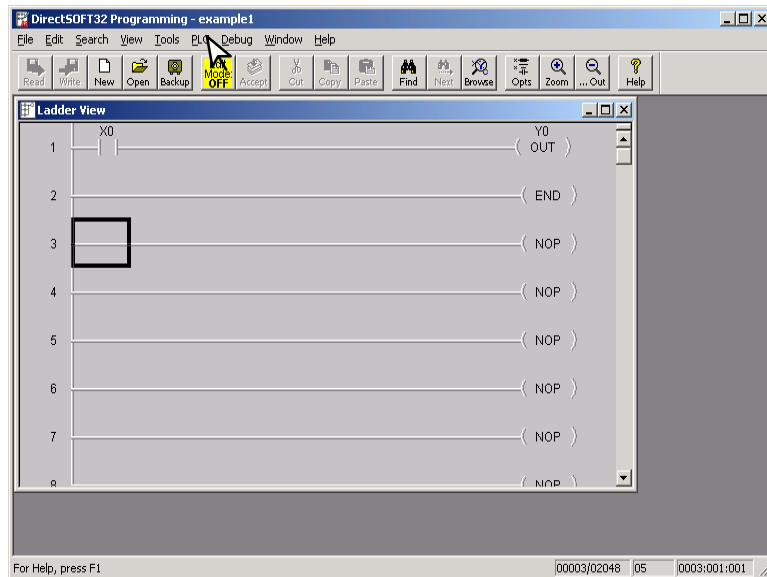 DirectSOFT32 Programming - example1
File Edit Search View Tools PLC Debug Window Help
Read Write New Open Backup Mode: OFF Accept Cut Copy Paste Find Next Browse Opts Zoom ... Out Help
Ladder View
X0 Y0
1 OUT
2 END
3 NOP
4 NOP
5 NOP
6 NOP
7 NOP
8 NOP
For Help, press F1 00003/02048 05 0003:001:001